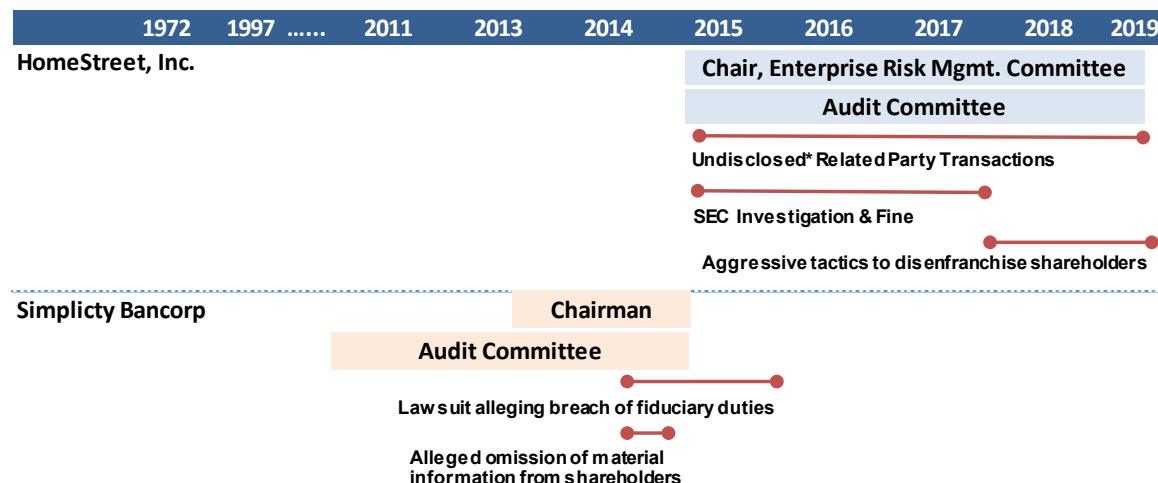 1972 1997 ...... 2011 2013 2014 2015 2016 2017 2018 2019
HomeStreet, Inc.
Chair, Enterprise Risk Mgmt. Committee
Audit Committee
Undisclosed* Related Party Transactions
SEC Investigation & Fine
Aggressive tactics to disenfranchise shareholders
Simplicty Bancorp
Chairman
Audit Committee
Lawsuit alleging breach of fiduciary duties
Alleged omission of material
information from shareholders